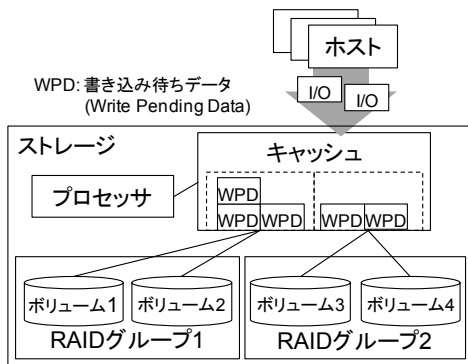 ホスト
WPD: 書き込み待ちデータ
(Write Pending Data)
I/O
I/O
ストレージ
キャッシュ
プロセッサ
WPD
WPD WPD
WPD WPD
ボリューム1
ボリューム2
ボリューム3
ボリューム4
RAIDグループ1
RAIDグループ2